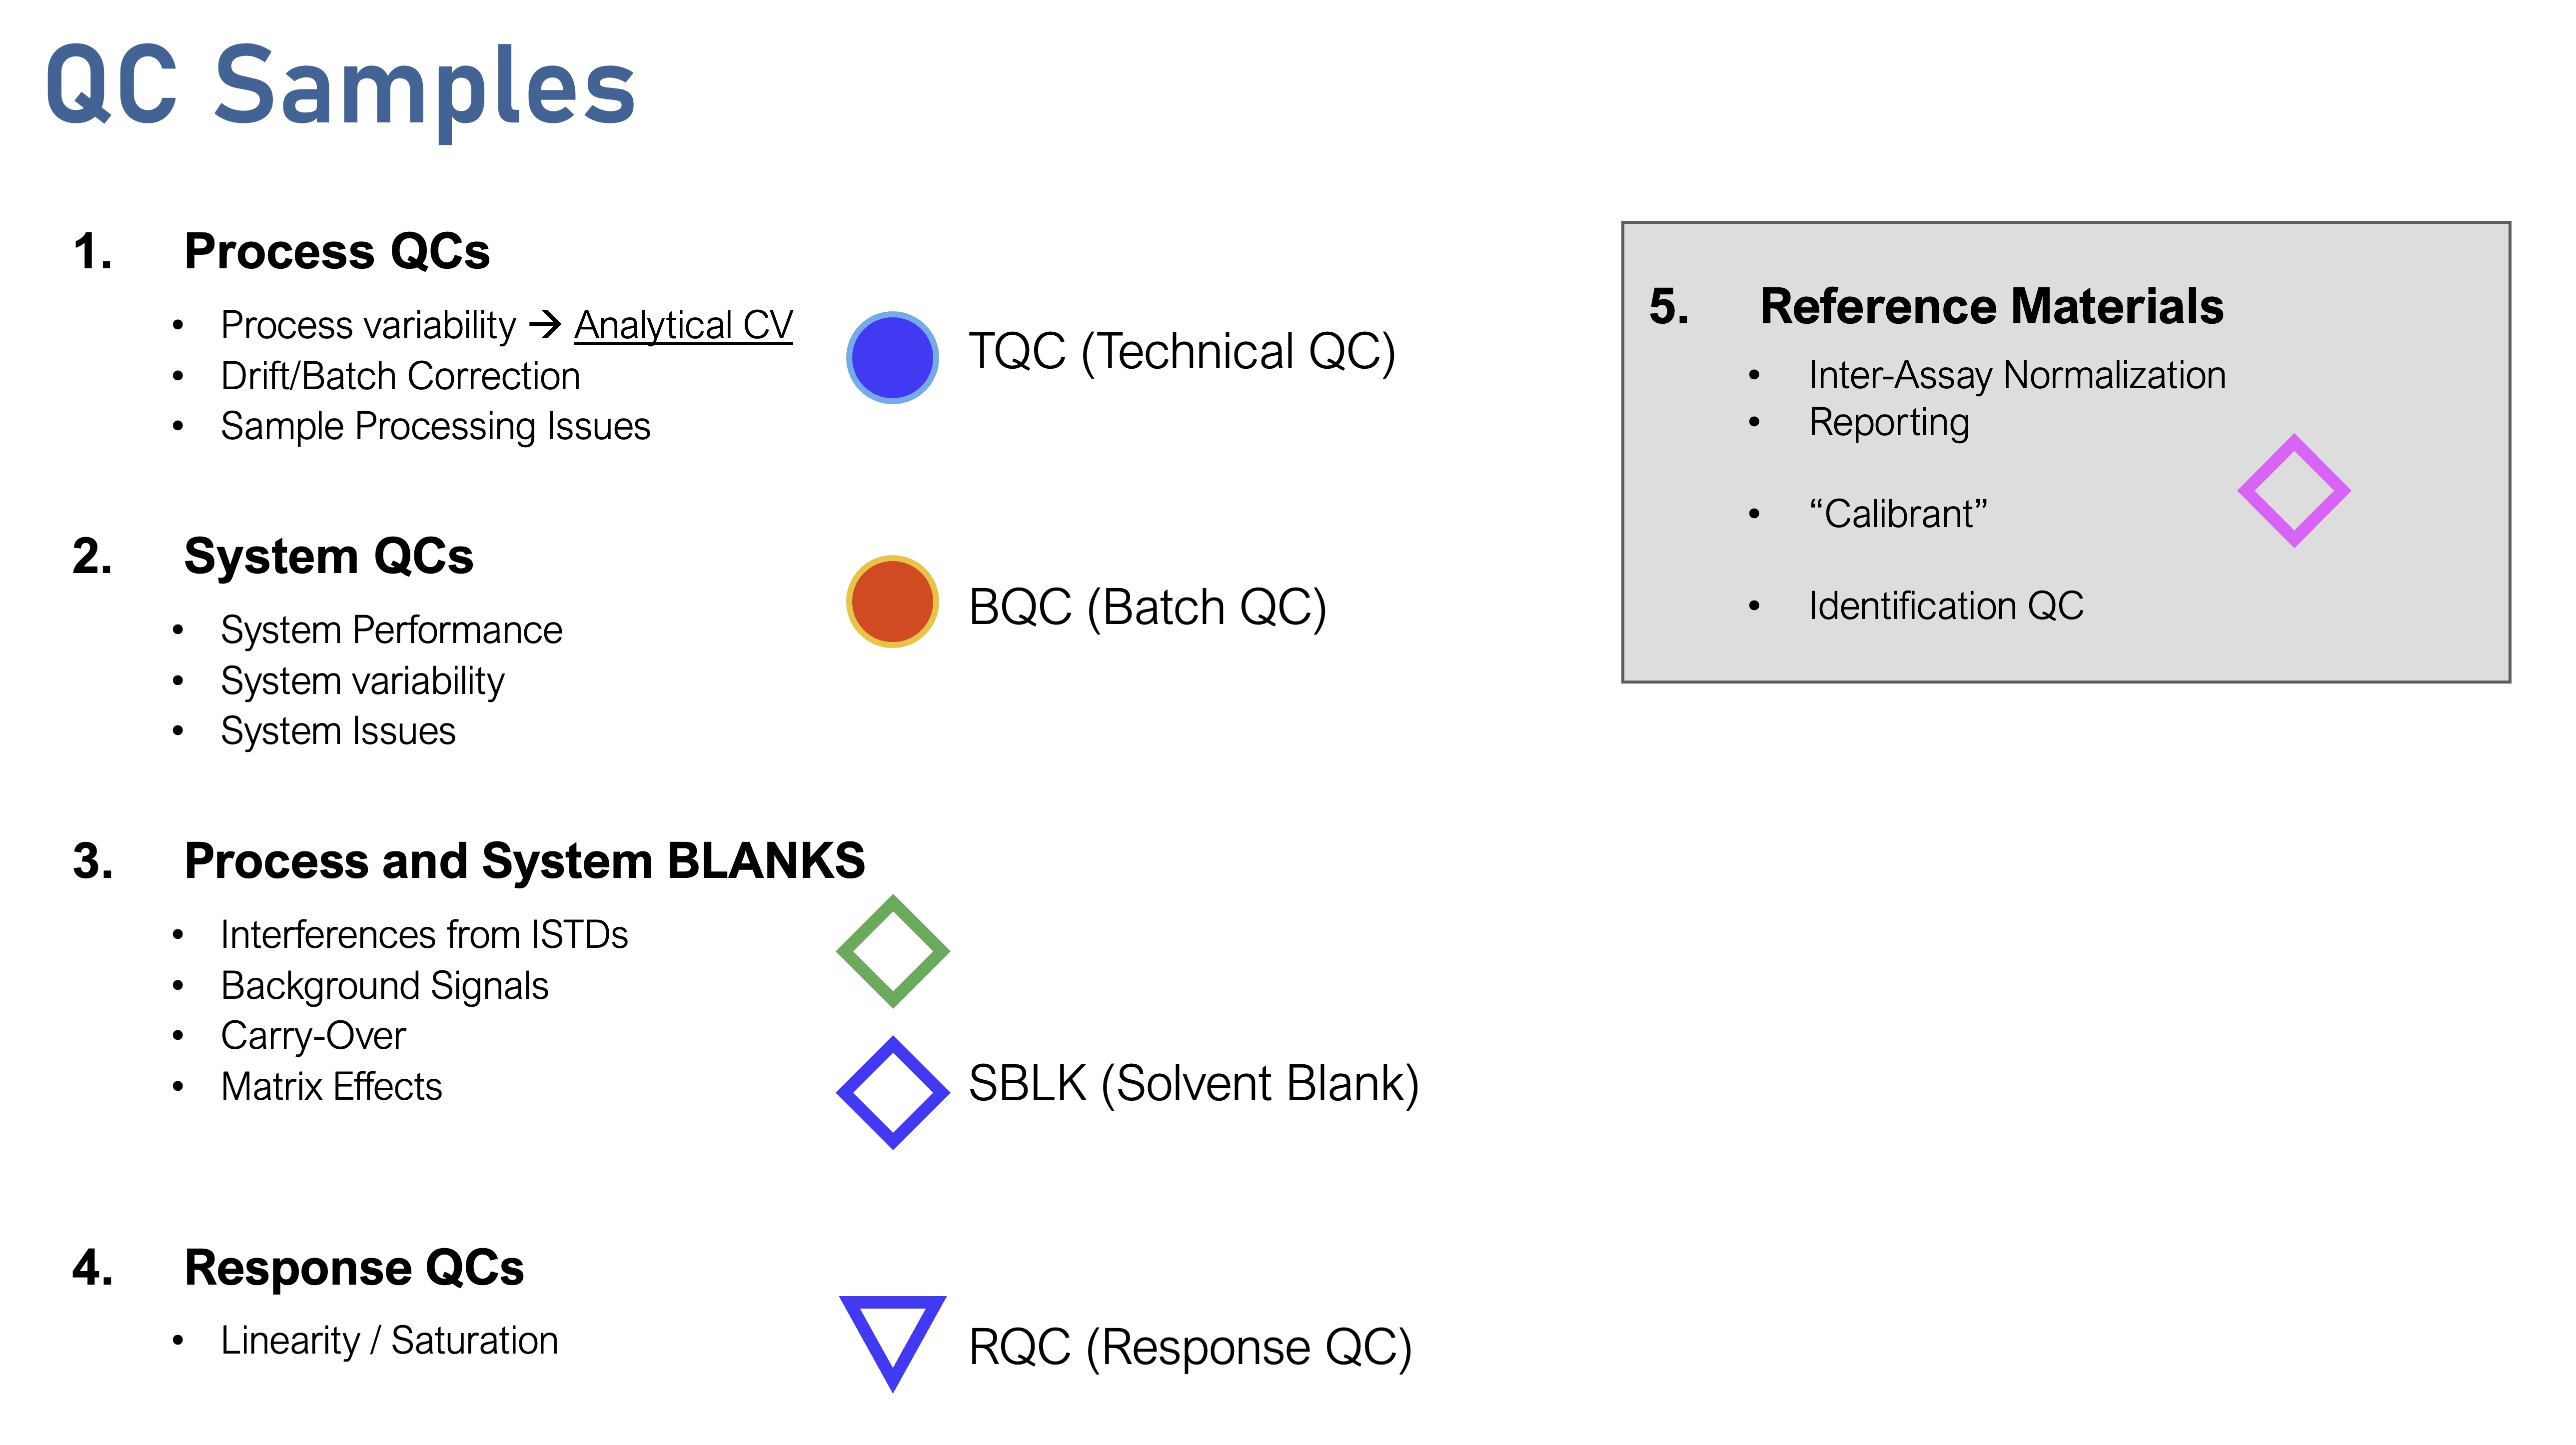 QC Samples
1. Process QCs
• Process variability → Analytical CV
• Drift/Batch Correction
• Sample Processing Issues
TQC (Technical QC)
2. System QCs
• System Performance
• System variability
• System Issues
BQC (Batch QC)
3. Process and System BLANKS
• Interferences from ISTDs
• Background Signals
• Carry-Over
• Matrix Effects
SBLK (Solvent Blank)
4. Response QCs
• Linearity / Saturation
RQC (Response QC)
5. Reference Materials
• Inter-Assay Normalization
• Reporting
• “Calibrant”
• Identification QC